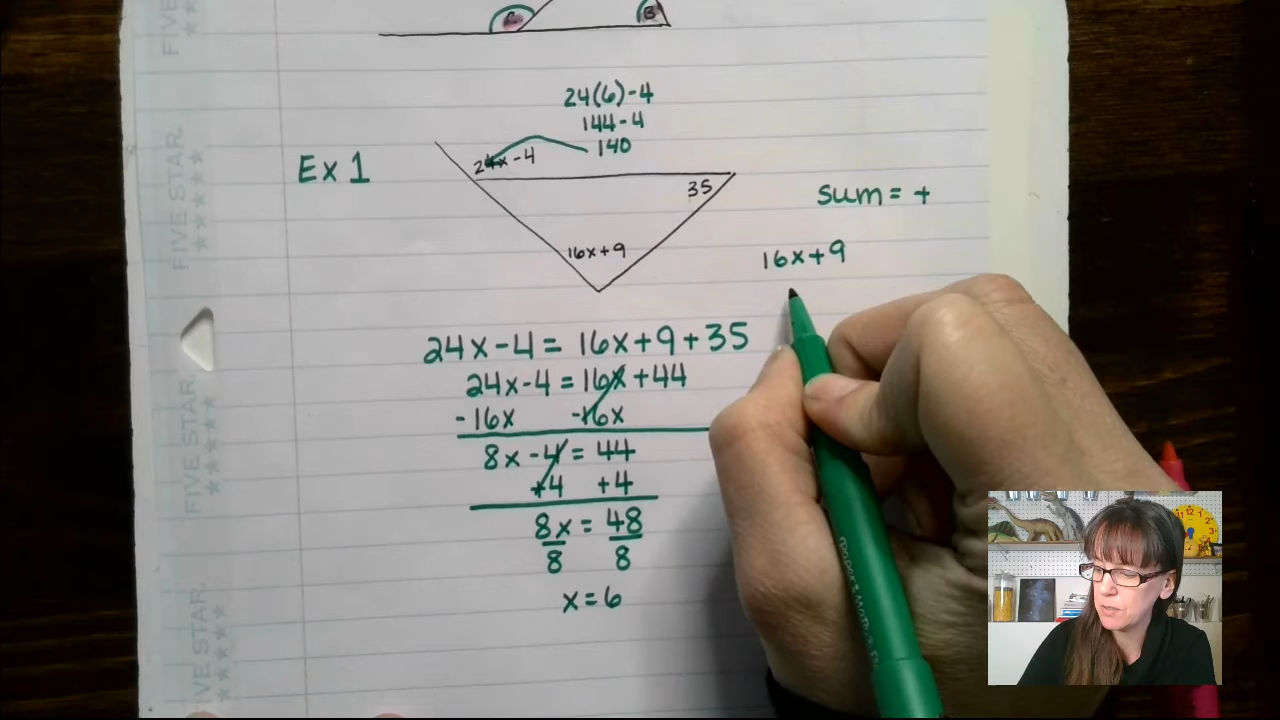 C
B
24(6)-4
144-4
140
Ex 1
24x-4
35
16x+9
sum = +
16x+9
24x-4 = 16x+9+35
24x-4 = 16x+44
-16x -16x
8x-4 = 44
+4 +4
8x = 48
8 8
x = 6
FIVE STAR
FIVE STAR
FIVE STAR
FIVE STAR